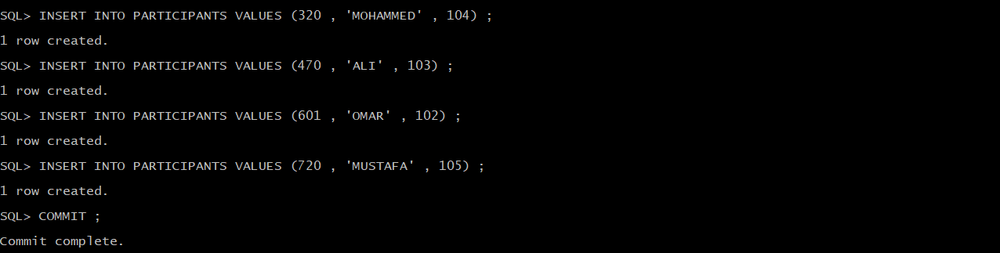 SQL> INSERT INTO PARTICIPANTS VALUES (320 , 'MOHAMMED' , 104) ;
1 row created.
SQL> INSERT INTO PARTICIPANTS VALUES (470 , 'ALI' , 103) ;
1 row created.
SQL> INSERT INTO PARTICIPANTS VALUES (601 , 'OMAR' , 102) ;
1 row created.
SQL> INSERT INTO PARTICIPANTS VALUES (720 , 'MUSTAFA' , 105) ;
1 row created.
SQL> COMMIT ;
Commit complete.